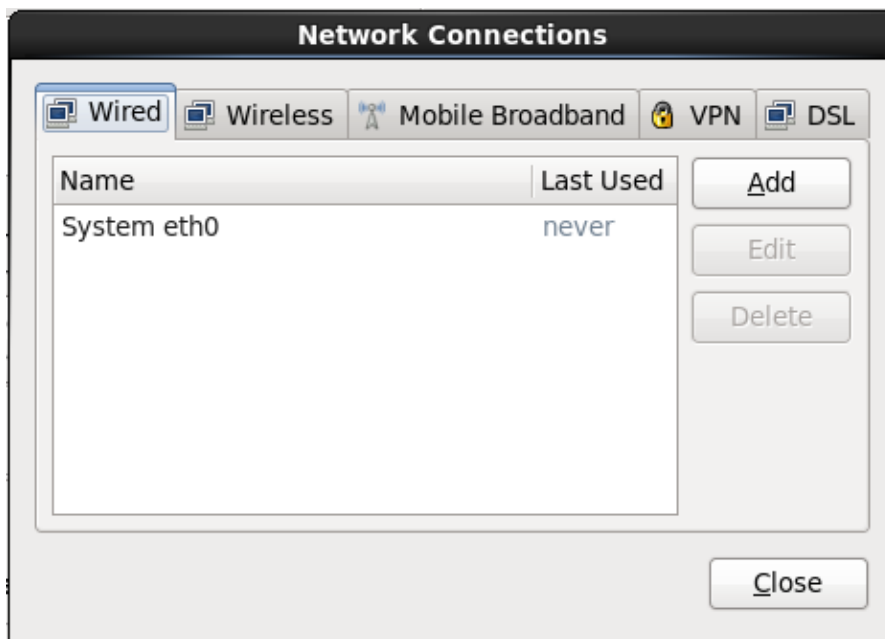 Network Connections
Wired Wireless Mobile Broadband VPN DSL
Name Last Used Add
System eth0 never
Edit
Delete
Close